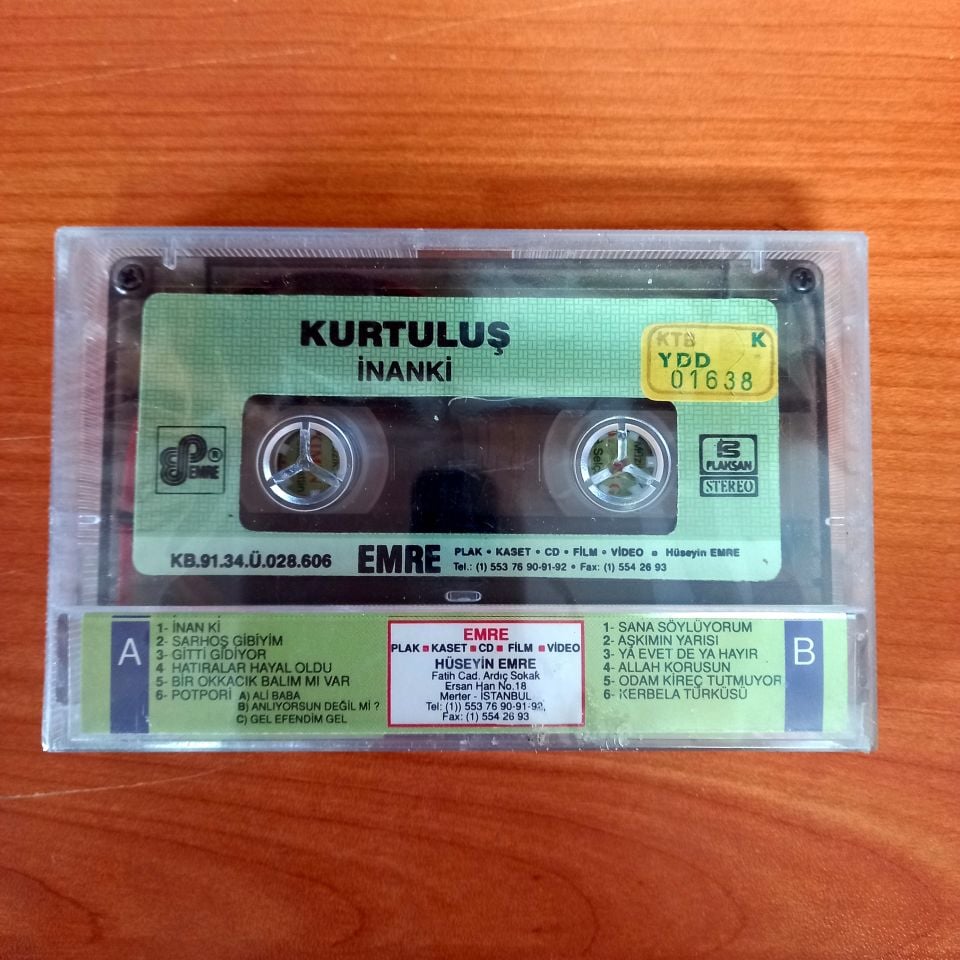 KURTULUŞ
İNANKİ
KTB K
YDD
01638
EMRE ®
PLAKSAN
STEREO
KB.91.34.Ü.028.606
EMRE
PLAK • KASET • CD • FİLM • VİDEO ■ Hüseyin EMRE
Tel.: (1) 553 76 90-91-92 • Fax: (1) 554 26 93
A
1- İNAN Kİ
2- SARHOŞ GİBİYİM
3- GİTTİ GİDİYOR
4 HATIRALAR HAYAL OLDU
5- BİR OKKACIK BALIM MI VAR
6- POTPORİ A) ALİ BABA
B) ANLIYORSUN DEĞİL Mİ ?
C) GEL EFENDİM GEL
EMRE
PLAK ■ KASET ■ CD ■ FİLM ■ VİDEO
HÜSEYİN EMRE
Fatih Cad. Ardıç Sokak
Ersan Han No.18
Merter - İSTANBUL
Tel: (1)) 553 76 90-91-92,
Fax: (1) 554 26 93
1- SANA SÖYLÜYORUM
2- AŞKIMIN YARISI
3- YA EVET DE YA HAYIR
4- ALLAH KORUSUN
5- ODAM KİREÇ TUTMUYOR
6- KERBELA TÜRKÜSÜ
B